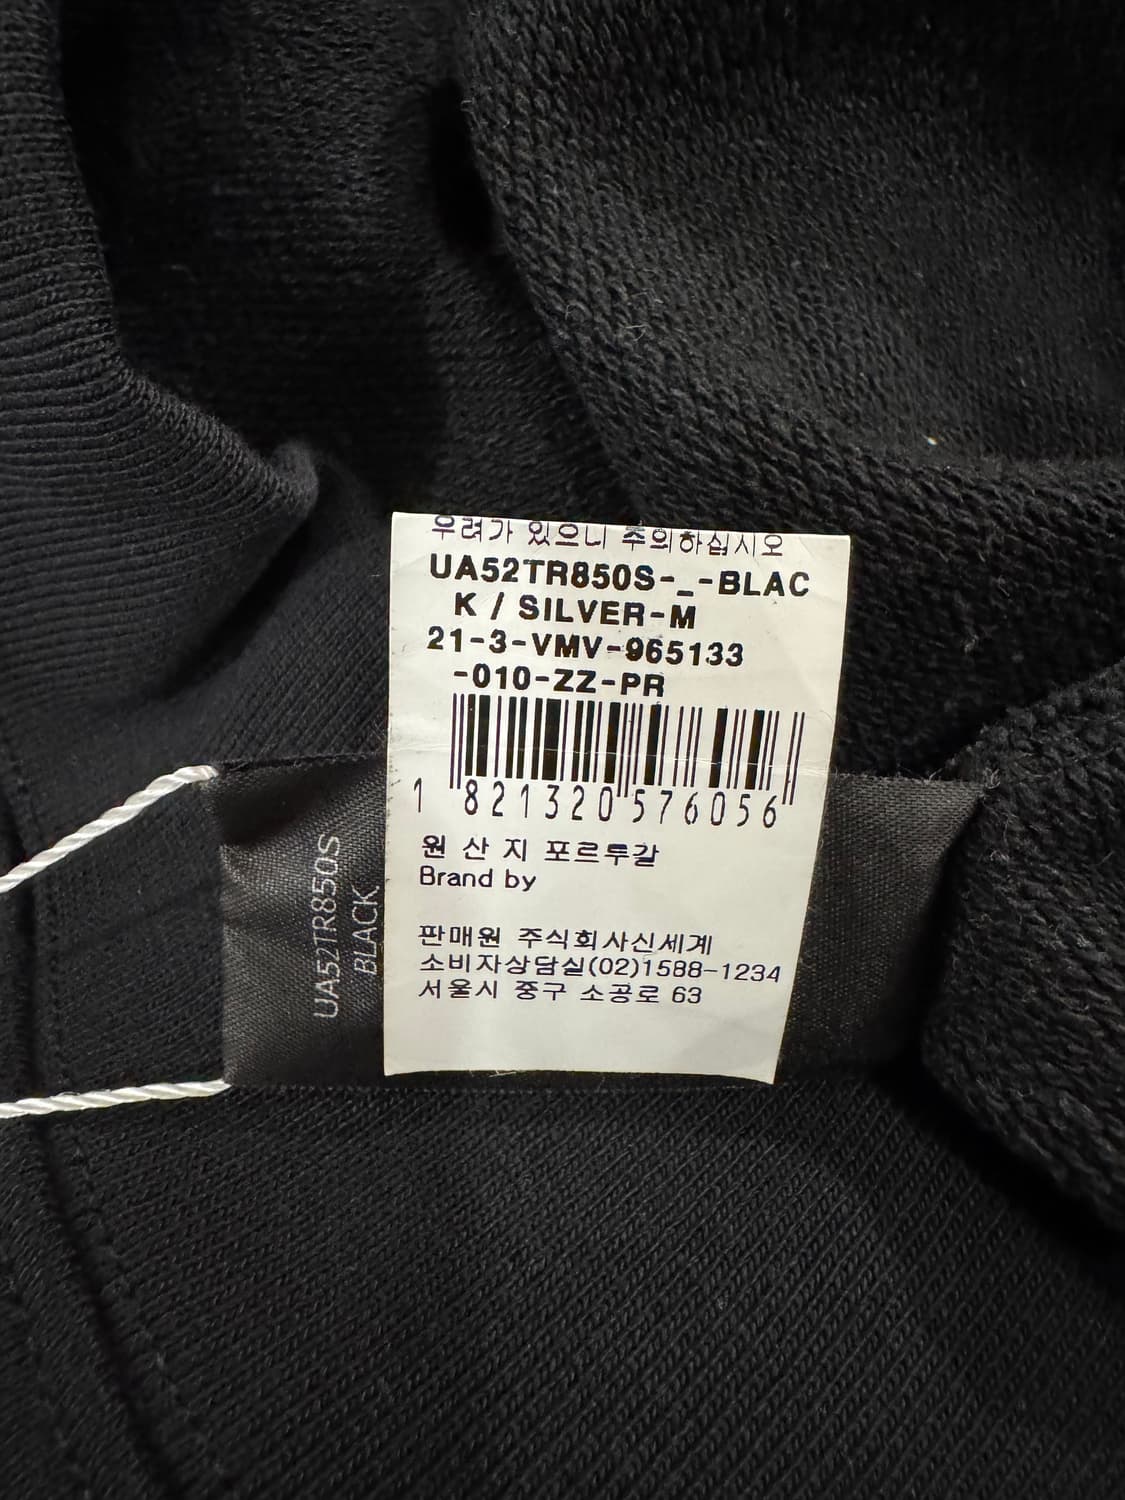 우려가 있으니 주의하십시오
UA52TR850S-_-BLAC
K / SILVER-M
21-3-VMV-965133
-010-ZZ-PR
1 821320 576056
원 산 지 포르투갈
Brand by
판매원 주식회사신세계
소비자상담실(02)1588-1234
서울시 중구 소공로 63
UA52TR850S
BLACK